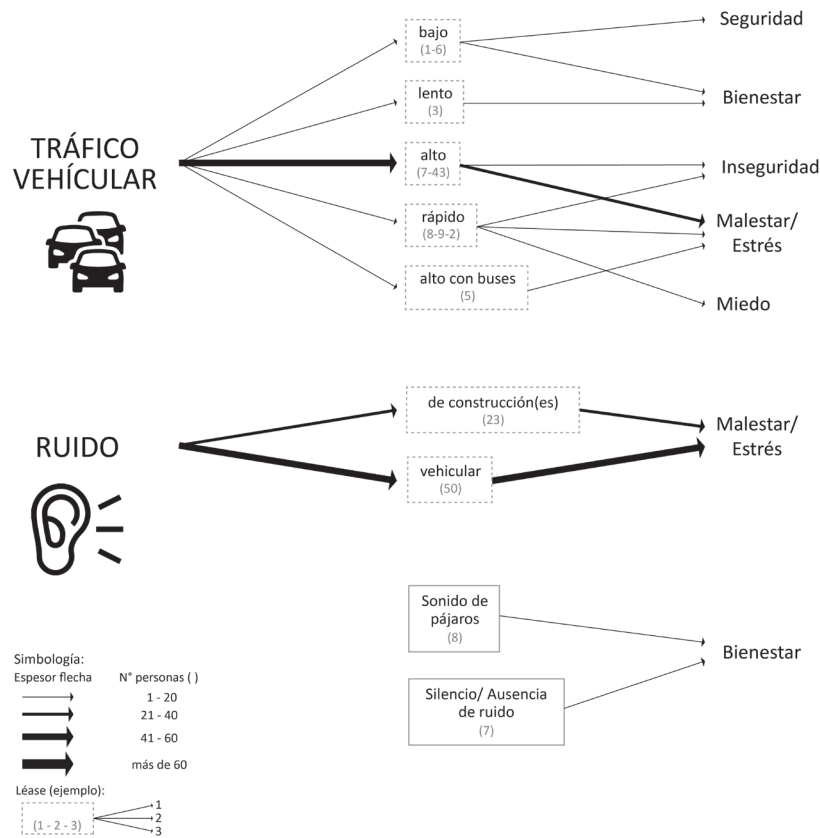 TRÁFICO
VEHÍCULAR
bajo
(1-6)
lento
(3)
alto
(7-43)
rápido
(8-9-2)
alto con buses
(5)
Seguridad
Bienestar
Inseguridad
Malestar/
Estrés
Miedo
RUIDO
de construcción(es)
(23)
vehicular
(50)
Malestar/
Estrés
Sonido de
pájaros
(8)
Silencio/ Ausencia
de ruido
(7)
Bienestar
Simbología:
Espesor flecha N° personas ( )
1 - 20
21 - 40
41 - 60
más de 60
Léase (ejemplo):
(1 - 2 - 3)
1
2
3